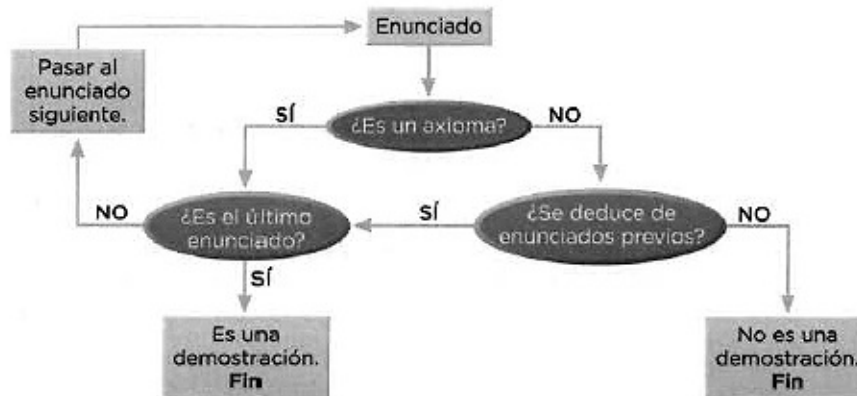 Enunciado
Pasar al
enunciado
siguiente.
SÍ
¿Es un axioma?
NO
NO
¿Es el último
enunciado?
SÍ
¿Se deduce de
enunciados previos?
NO
SÍ
Es una
demostración.
Fin
No es una
demostración.
Fin